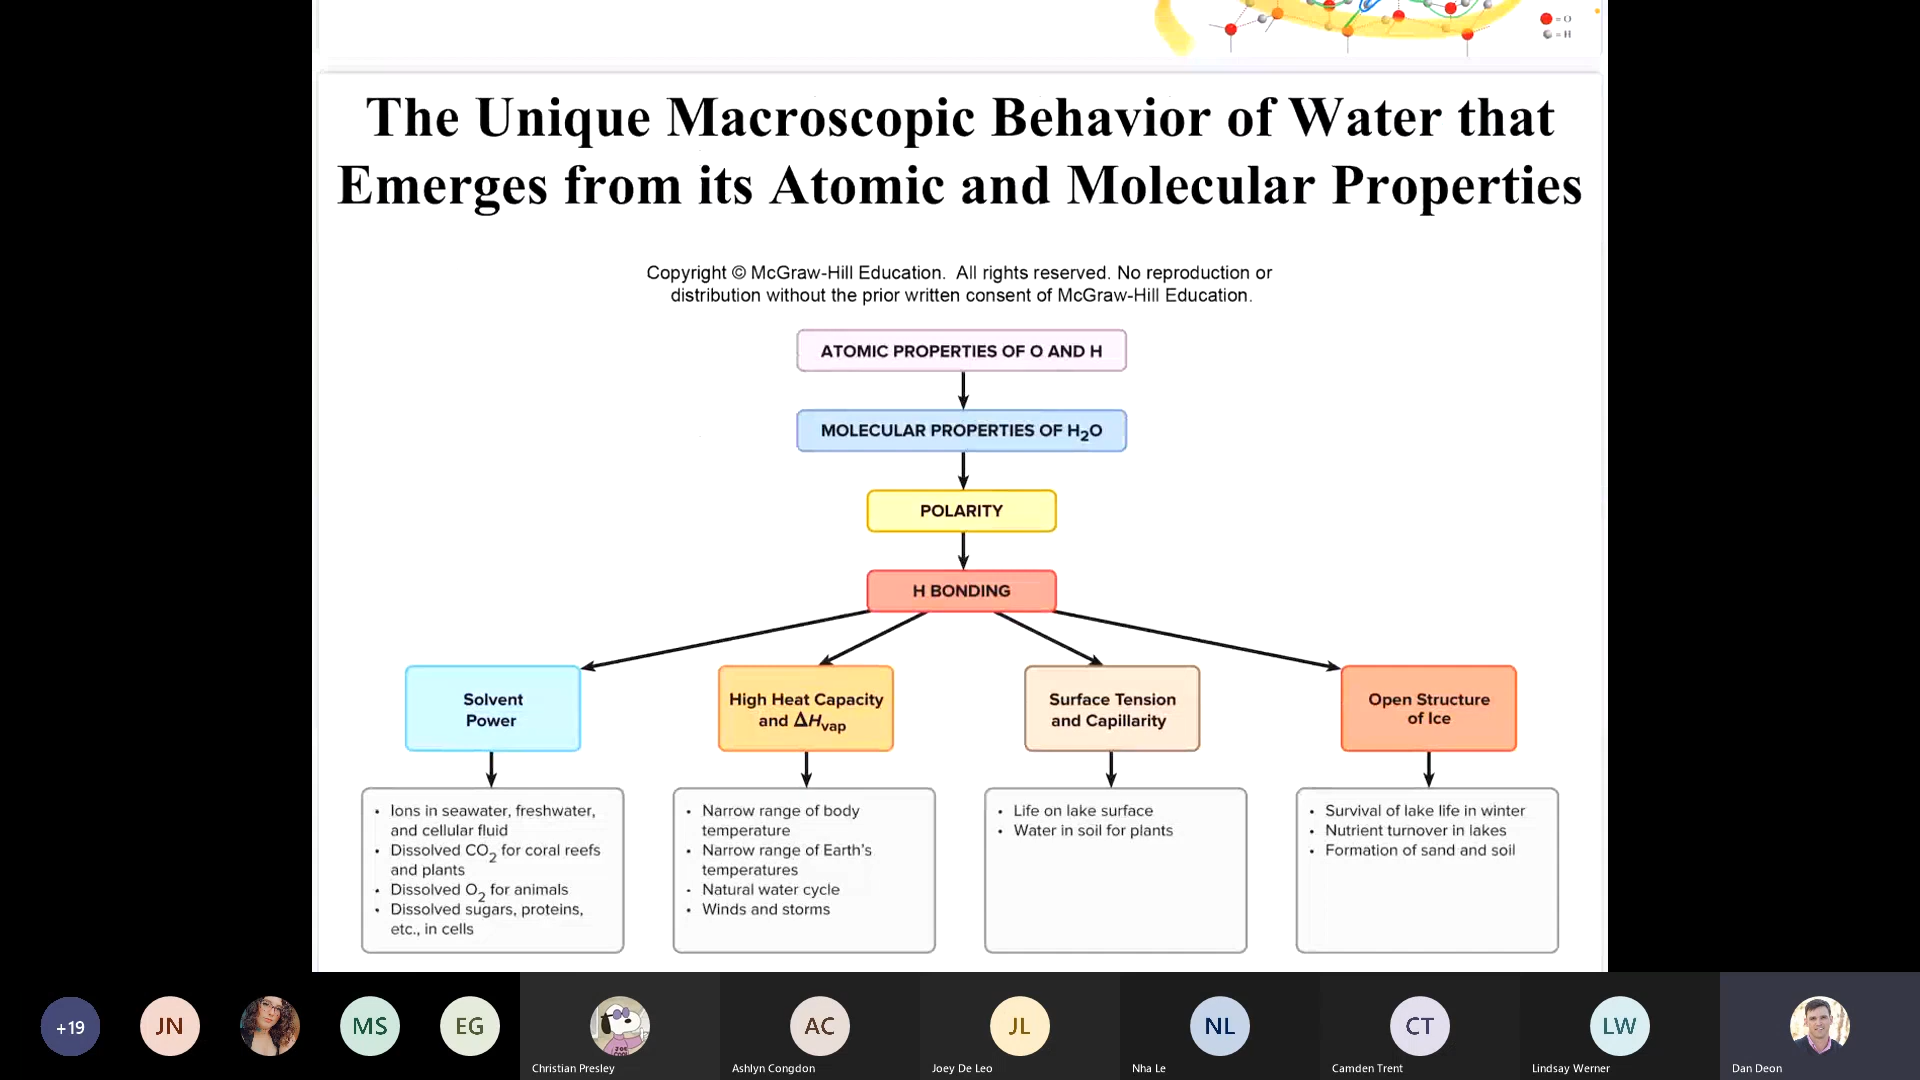 = O
= H
The Unique Macroscopic Behavior of Water that
Emerges from its Atomic and Molecular Properties
Copyright © McGraw-Hill Education. All rights reserved. No reproduction or
distribution without the prior written consent of McGraw-Hill Education.
ATOMIC PROPERTIES OF O AND H
MOLECULAR PROPERTIES OF H₂O
POLARITY
H BONDING
Solvent
Power
High Heat Capacity
and ΔHvap
Surface Tension
and Capillarity
Open Structure
of Ice
• Ions in seawater, freshwater,
and cellular fluid
• Dissolved CO₂ for coral reefs
and plants
• Dissolved O₂ for animals
• Dissolved sugars, proteins,
etc., in cells
• Narrow range of body
temperature
• Narrow range of Earth's
temperatures
• Natural water cycle
• Winds and storms
• Life on lake surface
• Water in soil for plants
• Survival of lake life in winter
• Nutrient turnover in lakes
• Formation of sand and soil
+19
JN
MS
EG
Christian Presley
AC
Ashlyn Congdon
JL
Joey De Leo
NL
Nha Le
CT
Camden Trent
LW
Lindsay Werner
Dan Deon